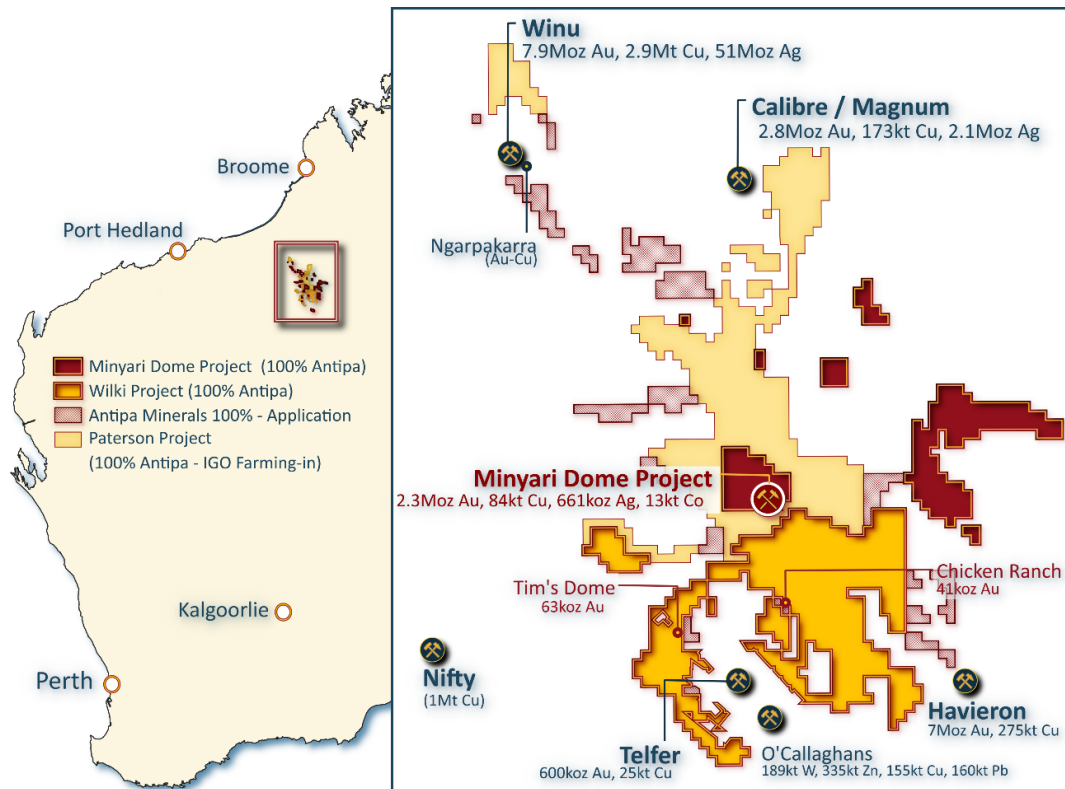 Broome
Port Hedland
Minyari Dome Project (100% Antipa)
Wilki Project (100% Antipa)
Antipa Minerals 100% - Application
Paterson Project
(100% Antipa - IGO Farming-in)
Kalgoorlie
Perth
Winu
7.9Moz Au, 2.9Mt Cu, 51Moz Ag
Calibre / Magnum
2.8Moz Au, 173kt Cu, 2.1Moz Ag
Ngarpakarra
(Au-Cu)
Minyari Dome Project
2.3Moz Au, 84kt Cu, 661koz Ag, 13kt Co
Tim's Dome
63koz Au
Chicken Ranch
41koz Au
Nifty
(1Mt Cu)
Telfer
600koz Au, 25kt Cu
O'Callaghans
189kt W, 335kt Zn, 155kt Cu, 160kt Pb
Havieron
7Moz Au, 275kt Cu